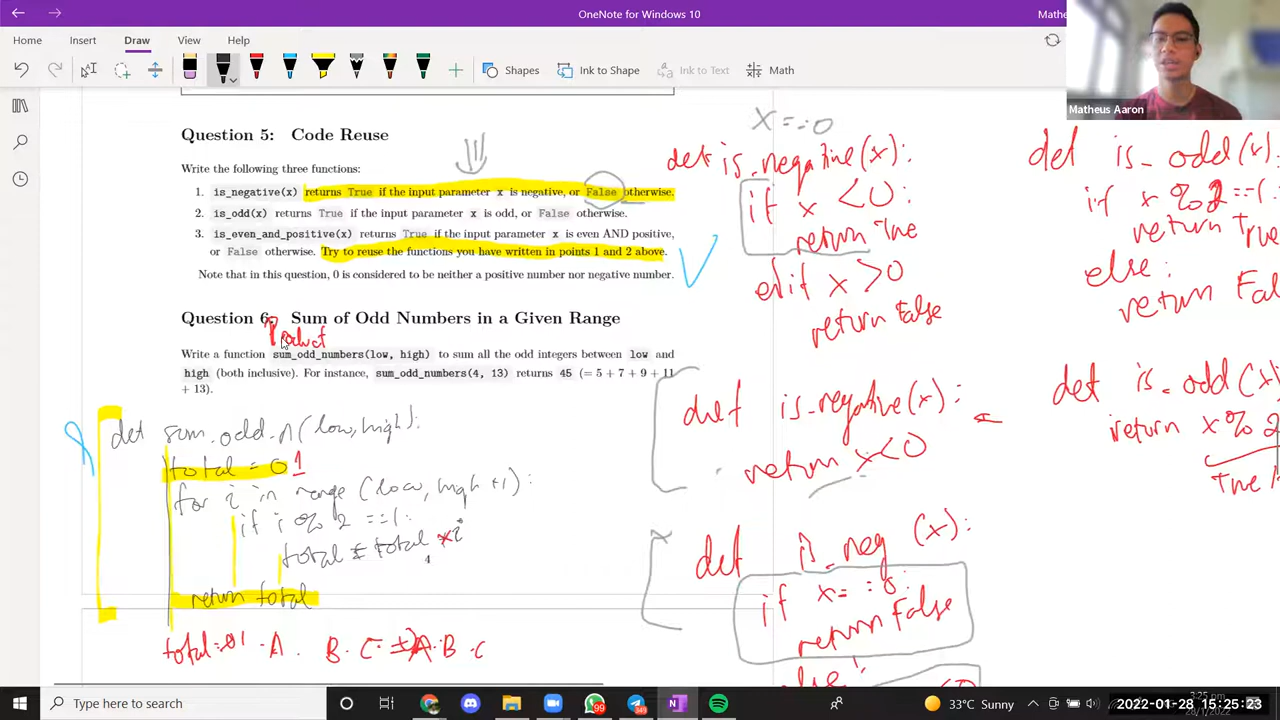 OneNote for Windows 10
Mathe
Home Insert Draw View Help
Shapes Ink to Shape Ink to Text Math
Matheus Aaron
Question 5: Code Reuse
Write the following three functions:
1. is_negative(x) returns True if the input parameter x is negative, or False otherwise.
2. is_odd(x) returns True if the input parameter x is odd, or False otherwise.
3. is_even_and_positive(x) returns True if the input parameter x is even AND positive,
or False otherwise. Try to reuse the functions you have written in points 1 and 2 above.
Note that in this question, 0 is considered to be neither a positive number nor negative number.
Question 6: Sum of Odd Numbers in a Given Range
Product
Write a function sum_odd_numbers(low, high) to sum all the odd integers between low and
high (both inclusive). For instance, sum_odd_numbers(4, 13) returns 45 (= 5 + 7 + 9 + 11
+ 13).
def sum_odd_n(low,high):
total = 0 1
for i in range (low, high +1):
if i % 2 ==1:
total = total * i
return total
B C
A B C
x = = 0
def is_negative(x):
if x <0:
return True
elif x >0
return False
def is_negative(x):
return x<0
def is_neg (x):
if x= =0:
return False
else:
def is_odd(x):
if x % 2 ==1:
return True
else:
return Fal
def is_odd(x)
return x % 2
True
Type here to search
99
33°C Sunny
3:25 pm
28/1/2022
2022-01-28 15:25:23